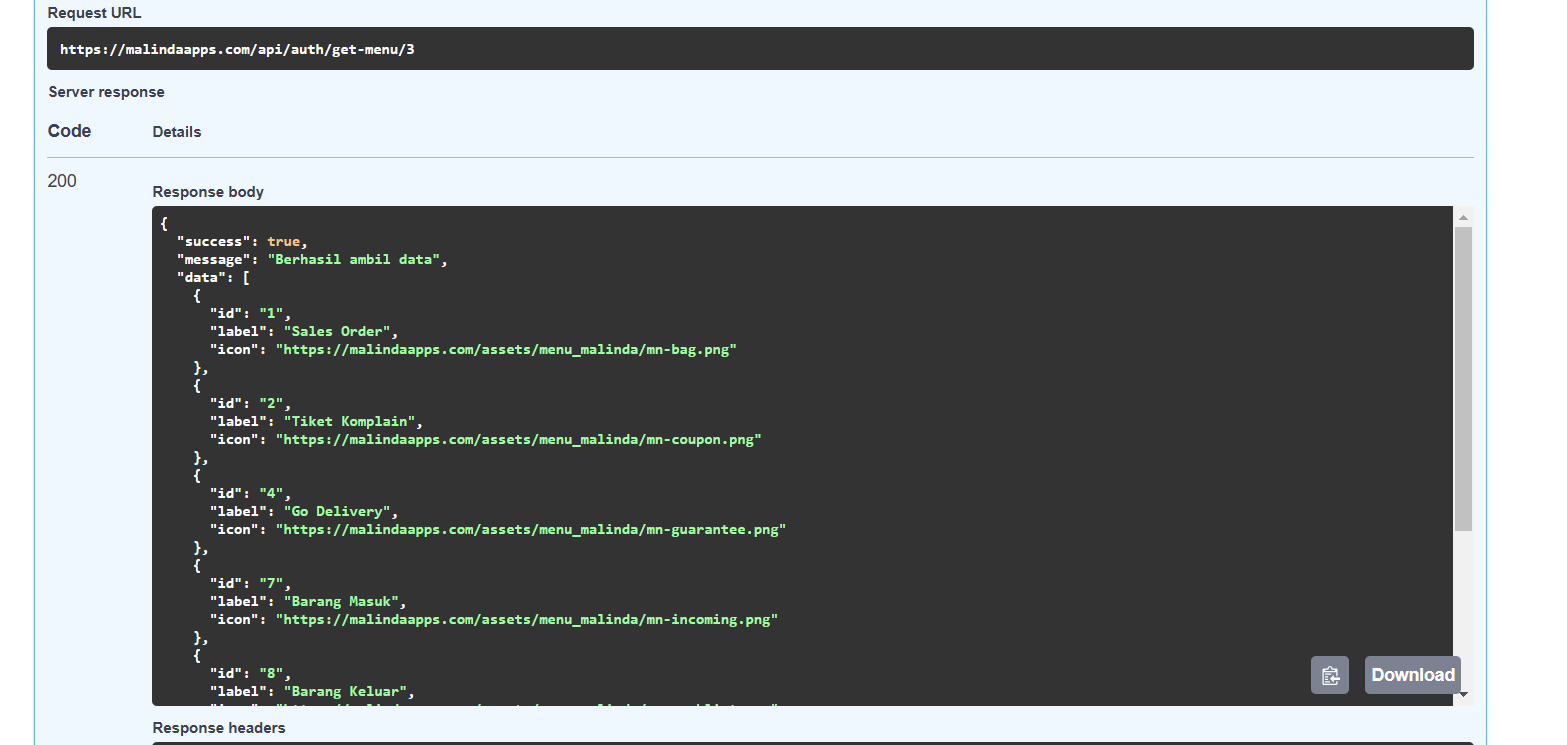 Request URL
https://malindaapps.com/api/auth/get-menu/3
Server response
Code Details
200
Response body
{
  "success": true,
  "message": "Berhasil ambil data",
  "data": [
    {
      "id": "1",
      "label": "Sales Order",
      "icon": "https://malindaapps.com/assets/menu_malinda/mn-bag.png"
    },
    {
      "id": "2",
      "label": "Tiket Komplain",
      "icon": "https://malindaapps.com/assets/menu_malinda/mn-coupon.png"
    },
    {
      "id": "4",
      "label": "Go Delivery",
      "icon": "https://malindaapps.com/assets/menu_malinda/mn-guarantee.png"
    },
    {
      "id": "7",
      "label": "Barang Masuk",
      "icon": "https://malindaapps.com/assets/menu_malinda/mn-incoming.png"
    },
    {
      "id": "8",
      "label": "Barang Keluar",
Download
Response headers